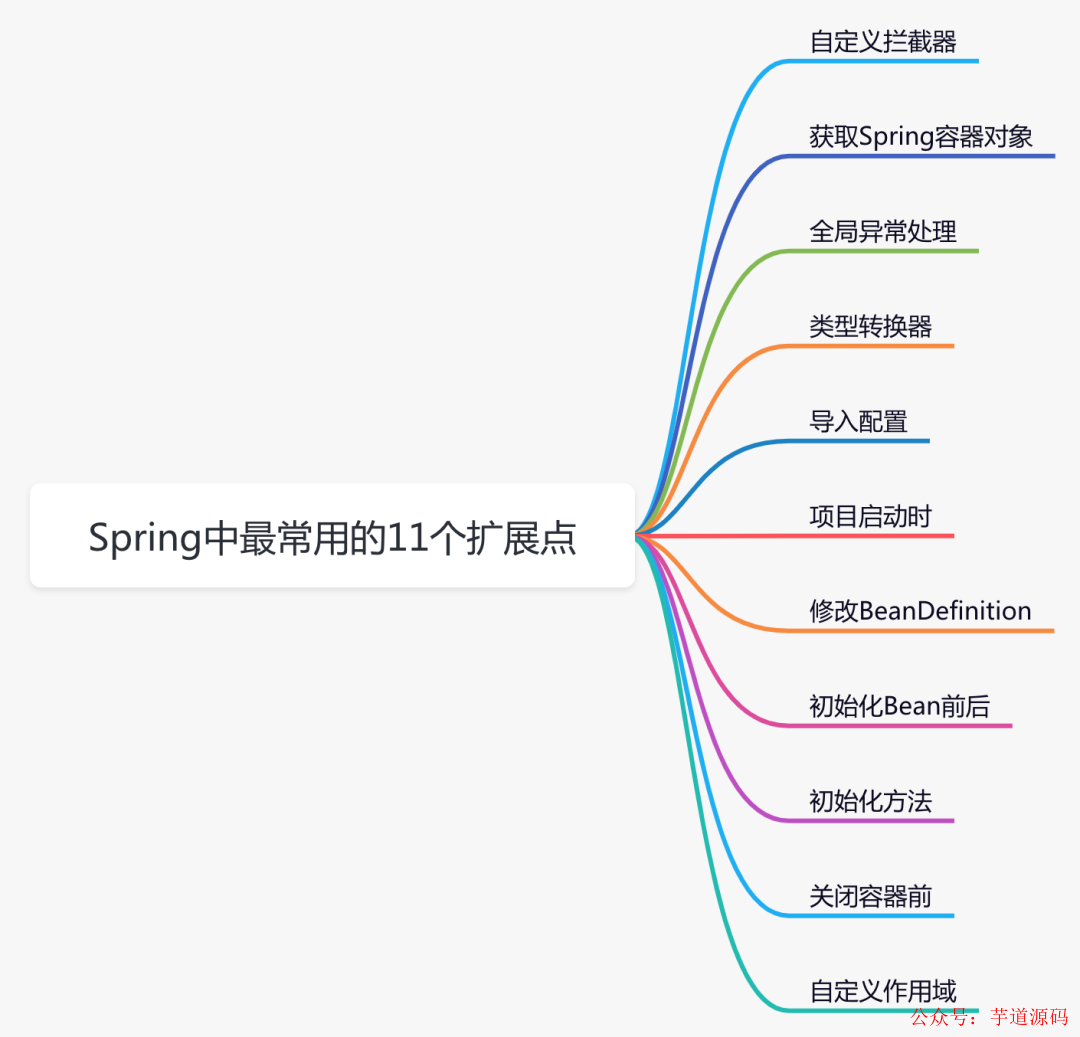 Spring中最常用的11个扩展点
自定义拦截器
获取Spring容器对象
全局异常处理
类型转换器
导入配置
项目启动时
修改BeanDefinition
初始化Bean前后
初始化方法
关闭容器前
自定义作用域
公众号：芋道源码